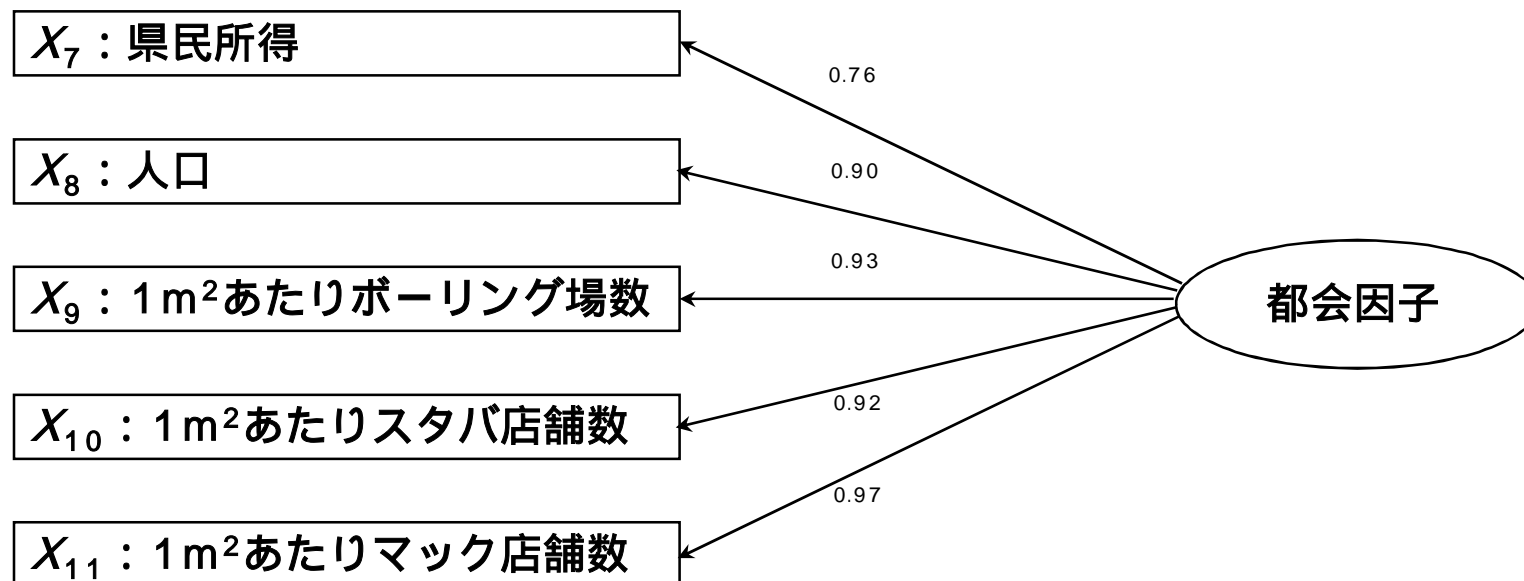 X₇：県民所得
0.76
X₈：人口
0.90
X₉：1m²あたりボーリング場数
0.93
都会因子
X₁₀：1m²あたりスタバ店舗数
0.92
X₁₁：1m²あたりマック店舗数
0.97